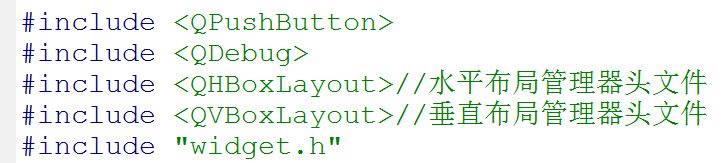 #include <QPushButton>
#include <QDebug>
#include <QHBoxLayout>//水平布局管理器头文件
#include <QVBoxLayout>//垂直布局管理器头文件
#include "widget.h"